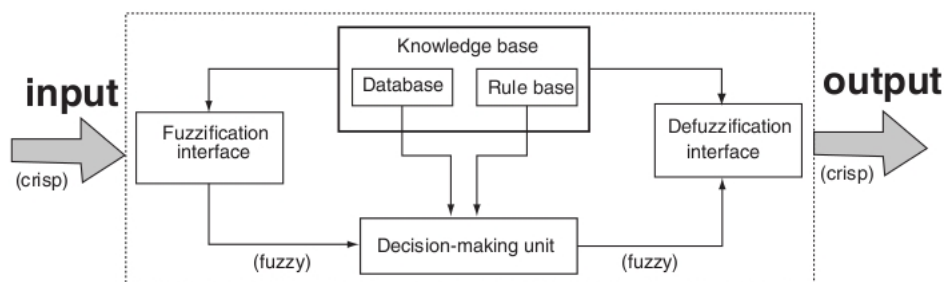 Knowledge base
Database
Rule base
input
(crisp)
Fuzzification
interface
Defuzzification
interface
output
(crisp)
Decision-making unit
(fuzzy)
(fuzzy)